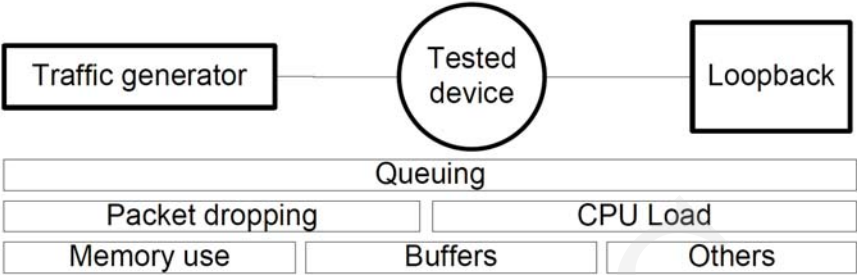 Traffic generator
Tested
device
Loopback
Queuing
Packet dropping
CPU Load
Memory use
Buffers
Others